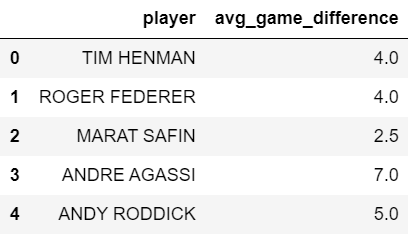 player avg_game_difference
0 TIM HENMAN 4.0
1 ROGER FEDERER 4.0
2 MARAT SAFIN 2.5
3 ANDRE AGASSI 7.0
4 ANDY RODDICK 5.0